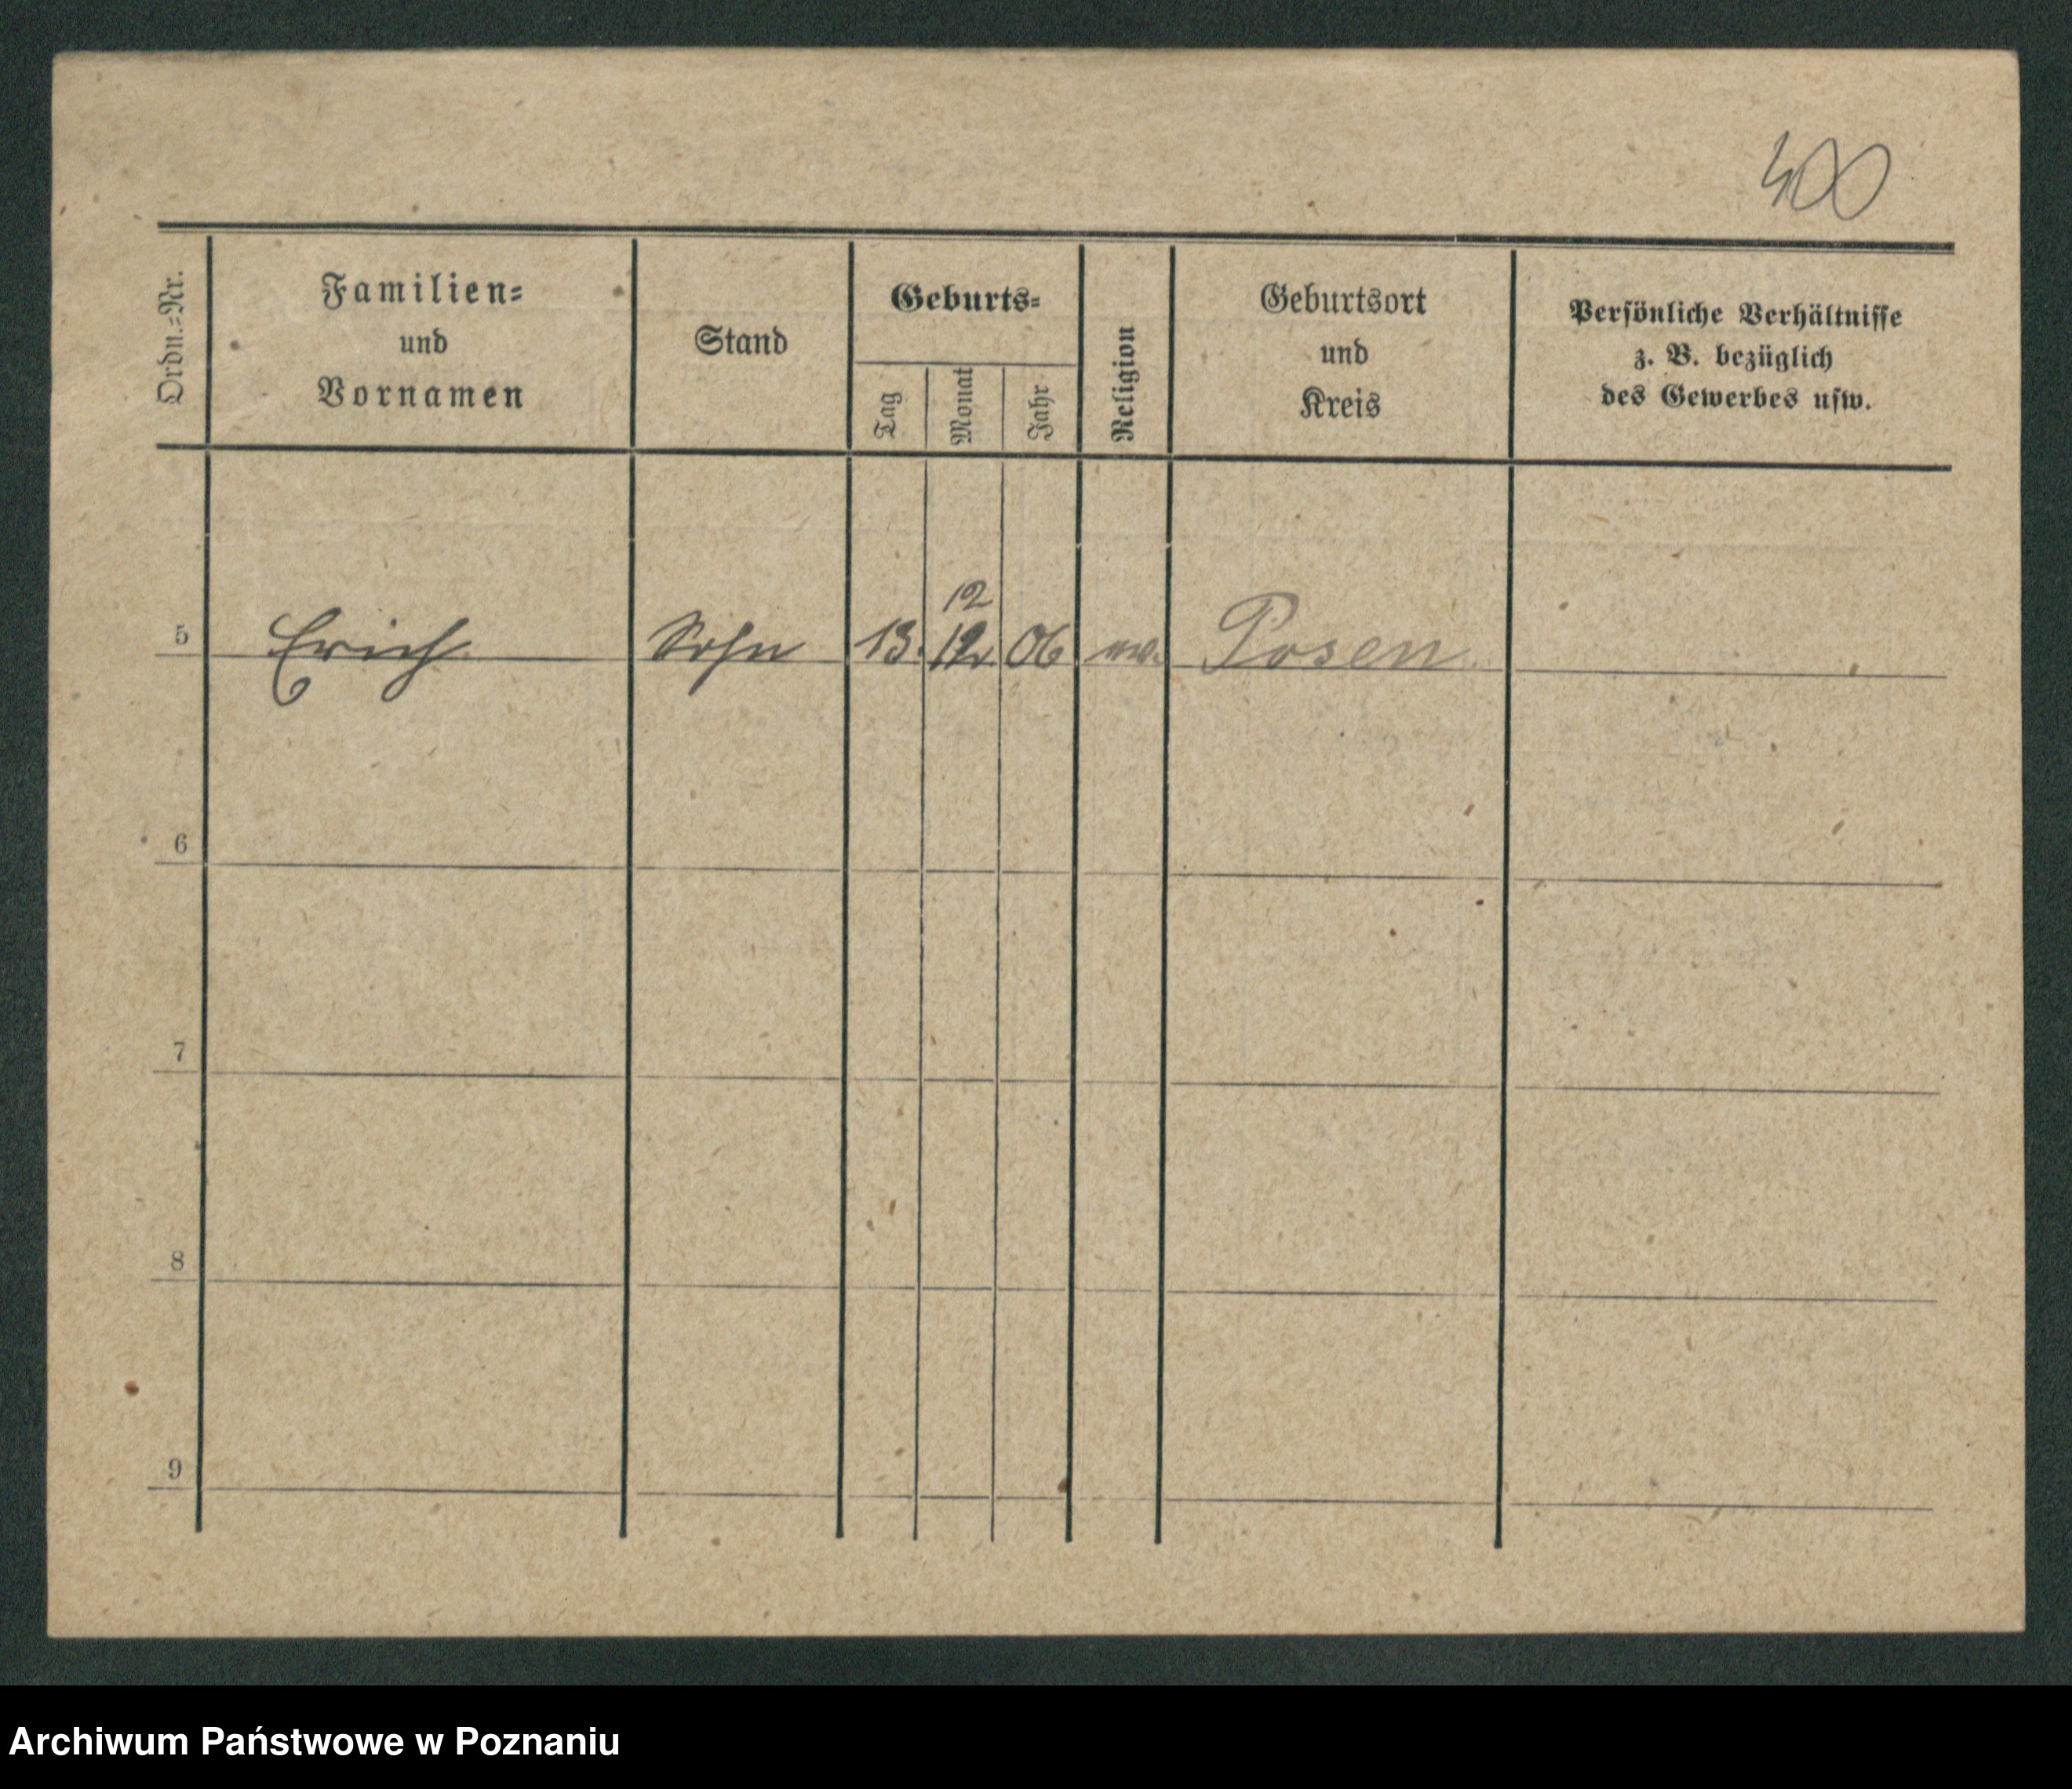 400
Ordn.=Nr.
Familien=
und
Vornamen
Stand
Geburts=
Tag
Monat
Jahr
Religion
Geburtsort
und
Kreis
Persönliche Verhältnisse
z. B. bezüglich
des Gewerbes usw.
12
5 Erich Sohn 13. 12 06 Posen
6
7
8
9
Archiwum Państwowe w Poznaniu